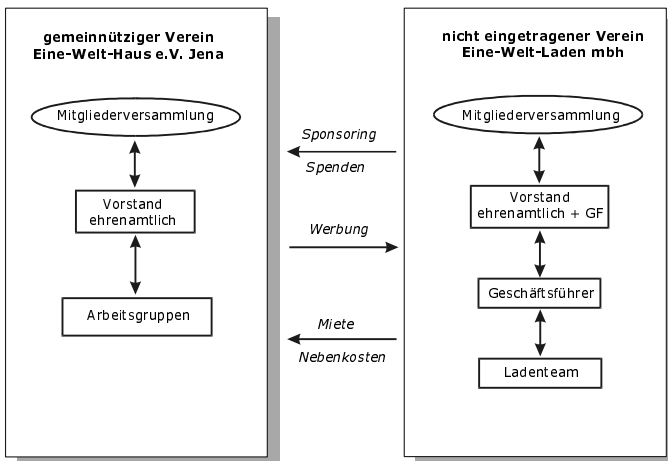 gemeinnütziger Verein
Eine-Welt-Haus e.V. Jena
Mitgliederversammlung
Vorstand
ehrenamtlich
Arbeitsgruppen
Sponsoring
Spenden
Werbung
Miete
Nebenkosten
nicht eingetragener Verein
Eine-Welt-Laden mbh
Mitgliederversammlung
Vorstand
ehrenamtlich + GF
Geschäftsführer
Ladenteam